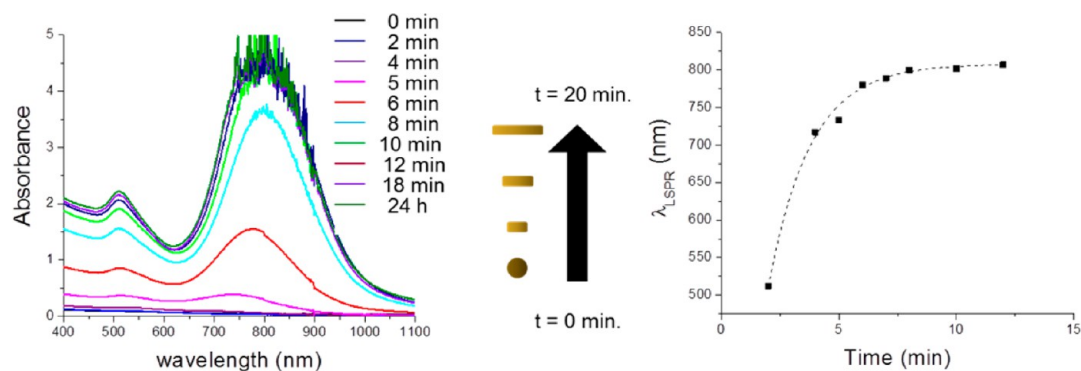 0 min
2 min
4 min
5 min
6 min
8 min
10 min
12 min
18 min
24 h
5
4
3
2
1
0
Absorbance
400 500 600 700 800 900 1000 1100
wavelength (nm)
t = 20 min.
t = 0 min.
850
800
750
700
650
600
550
500
λLSPR (nm)
0 5 10 15
Time (min)